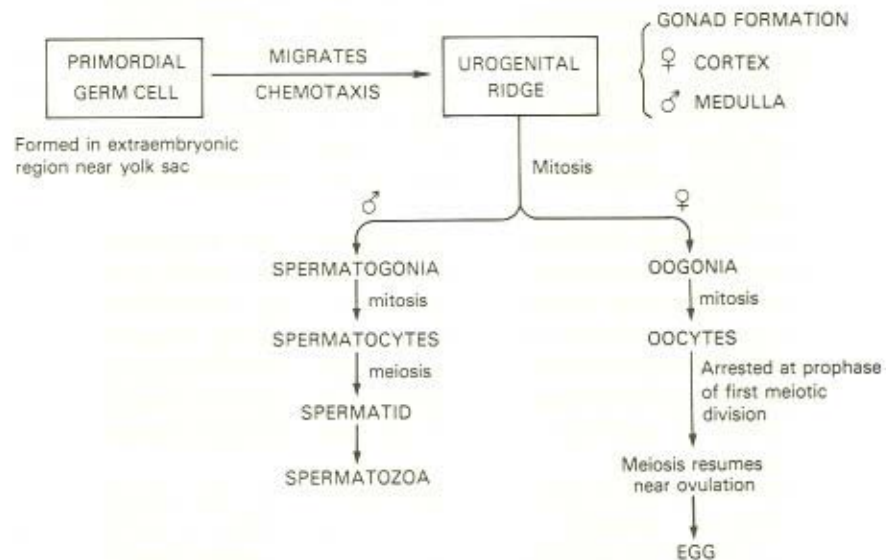 PRIMORDIAL
GERM CELL
Formed in extraembryonic
region near yolk sac
MIGRATES
CHEMOTAXIS
UROGENITAL
RIDGE
GONAD FORMATION
♀ CORTEX
♂ MEDULLA
Mitosis
♂
♀
SPERMATOGONIA
mitosis
SPERMATOCYTES
meiosis
SPERMATID
SPERMATOZOA
OOGONIA
mitosis
OOCYTES
Arrested at prophase
of first meiotic
division
Meiosis resumes
near ovulation
EGG